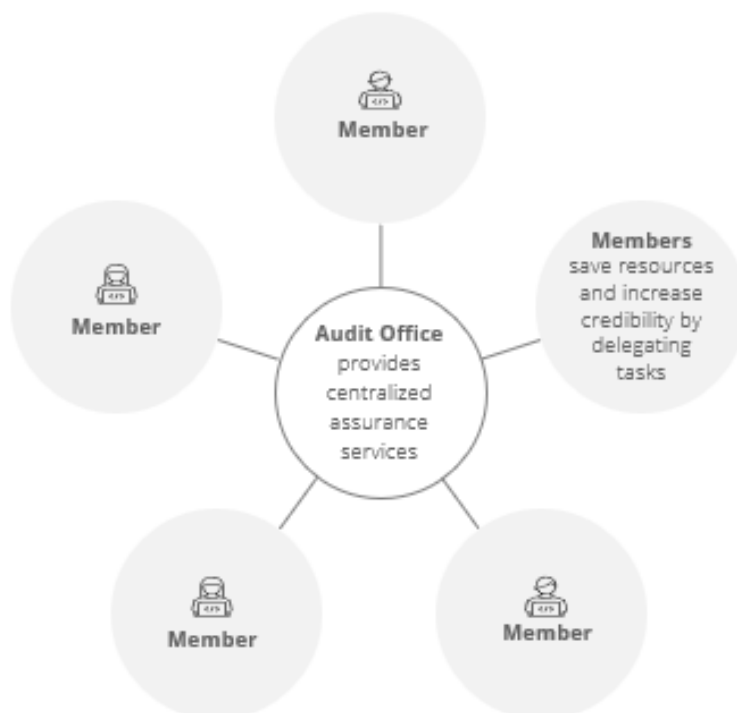 </>
Member
Members
save resources
and increase
credibility by
delegating
tasks
</>
Member
Audit Office
provides
centralized
assurance
services
</>
Member
</>
Member